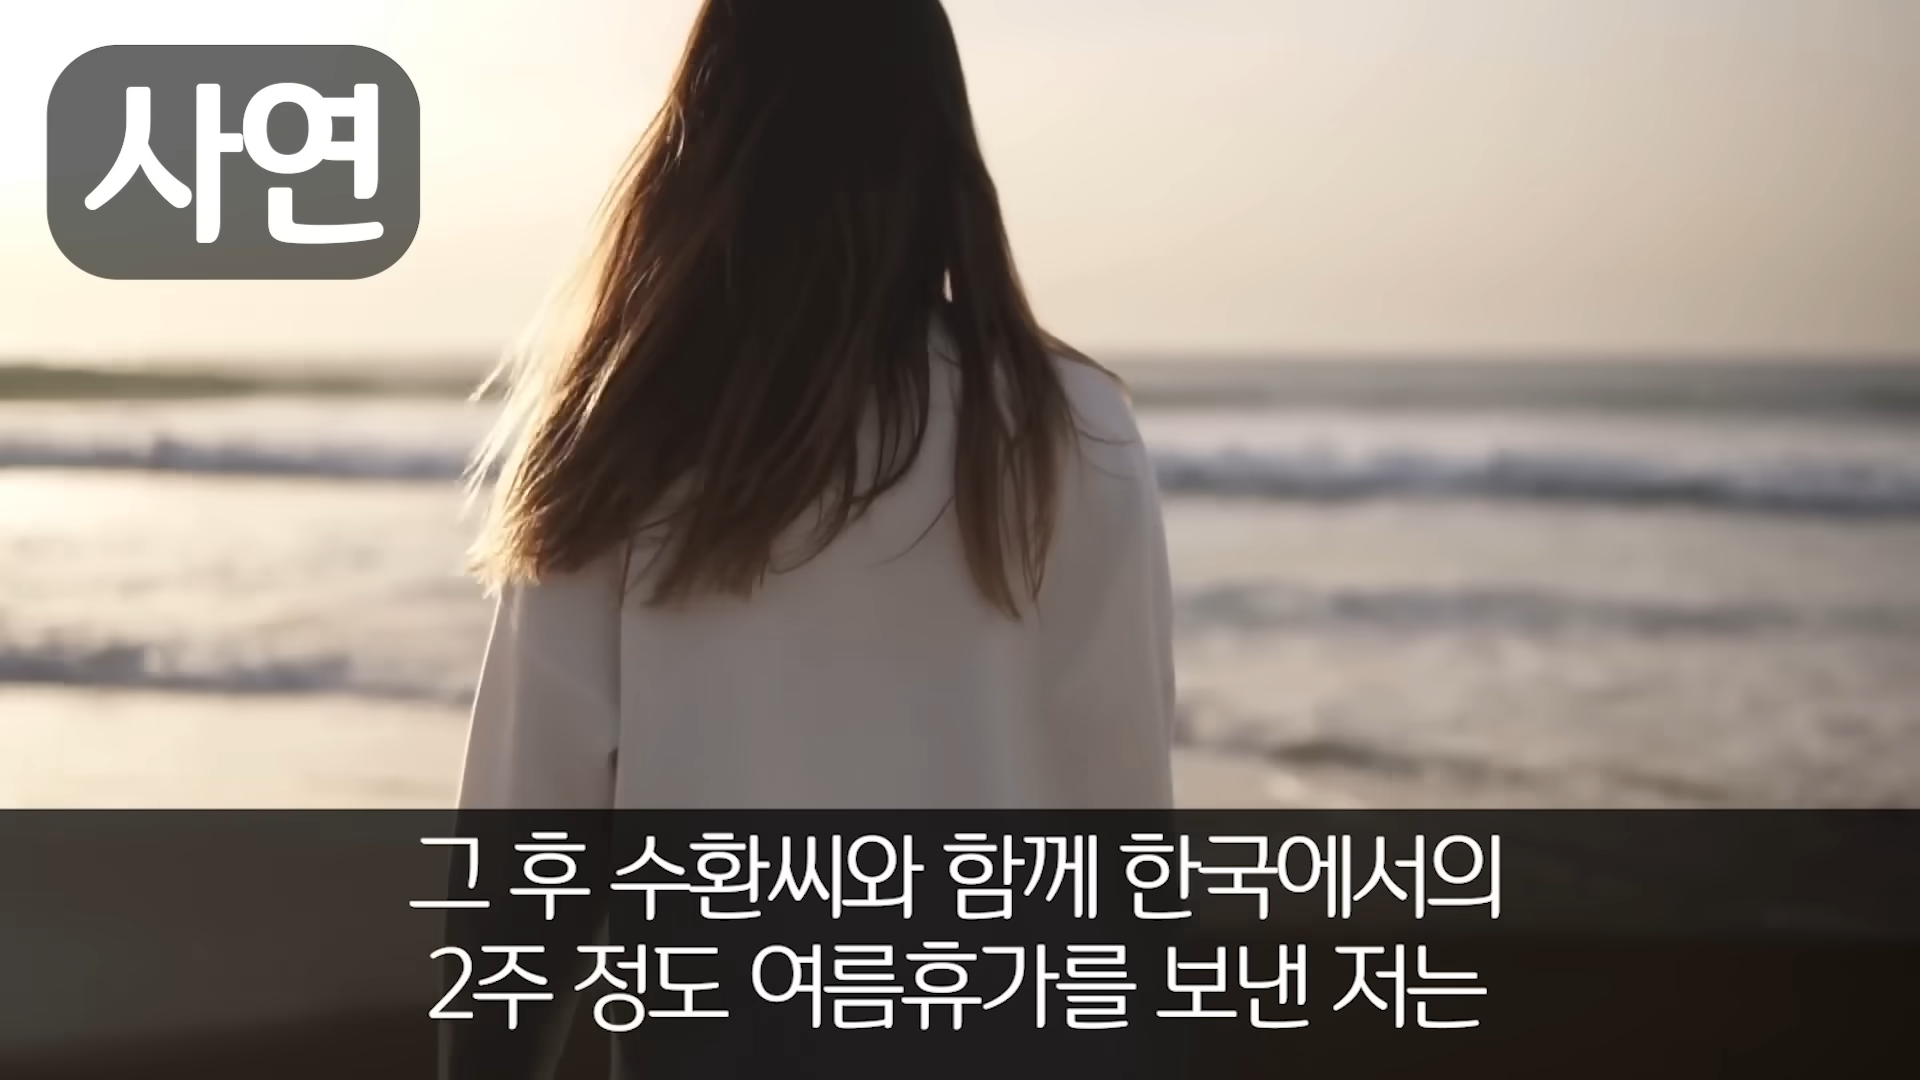 사연
그 후 수환씨와 함께 한국에서의
2주 정도 여름휴가를 보낸 저는